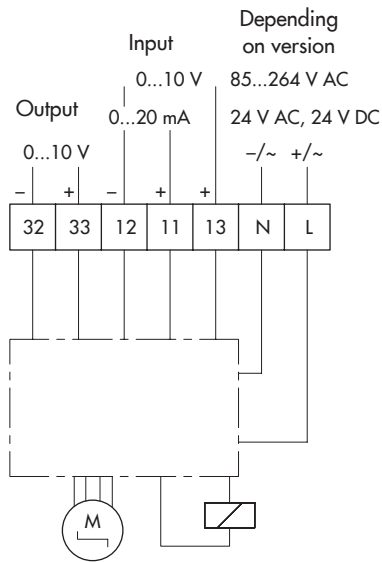 Depending
on version
Input
0...10 V
85...264 V AC
Output
0...20 mA
24 V AC, 24 V DC
0...10 V
–/~ +/~
– + – + +
32 33 12 11 13 N L
M